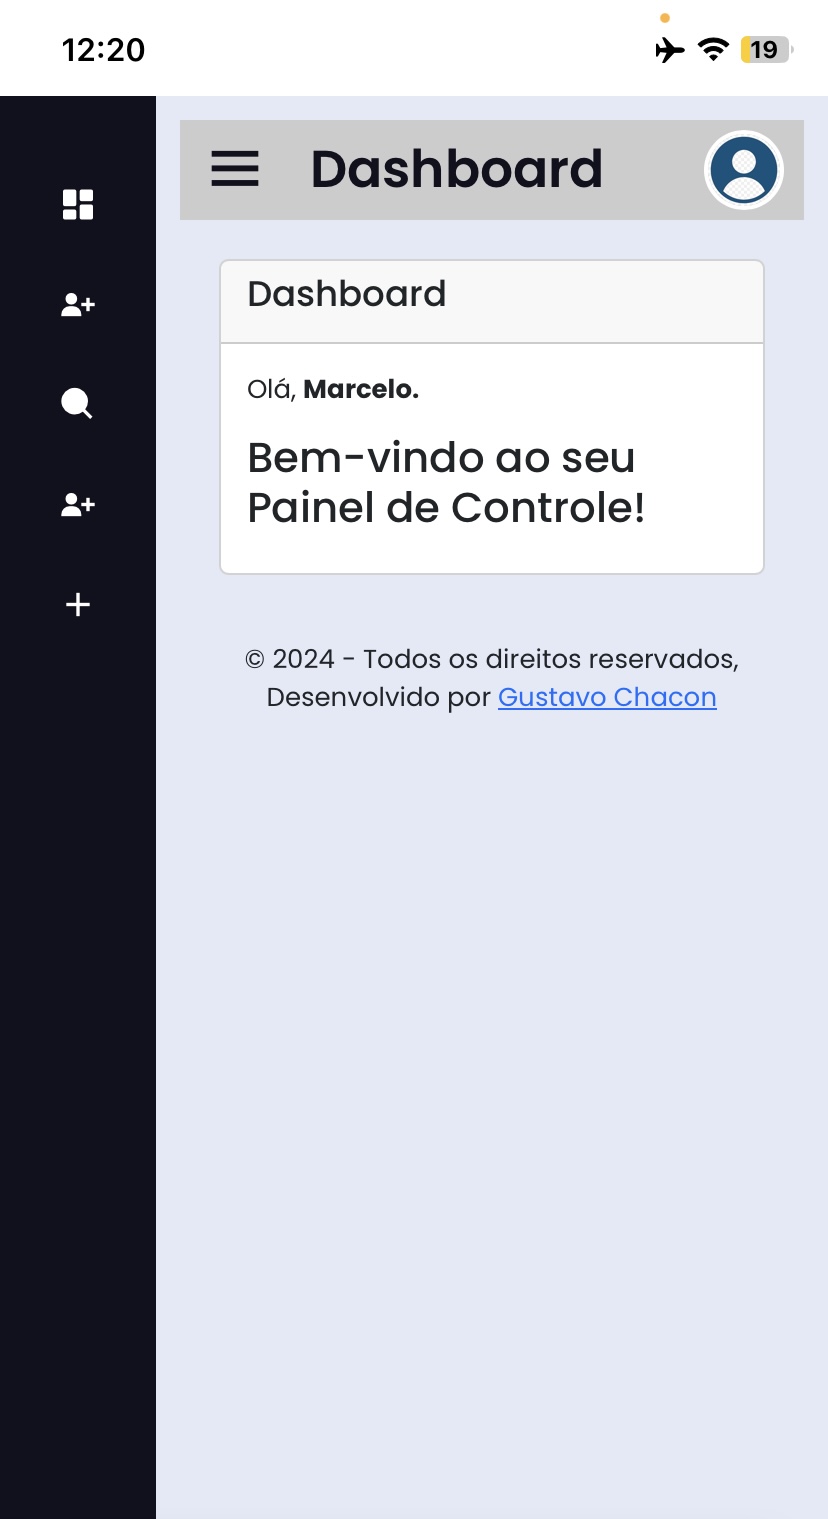 12:20
19
Dashboard
Dashboard
Olá, Marcelo.
Bem-vindo ao seu
Painel de Controle!
© 2024 - Todos os direitos reservados,
Desenvolvido por Gustavo Chacon